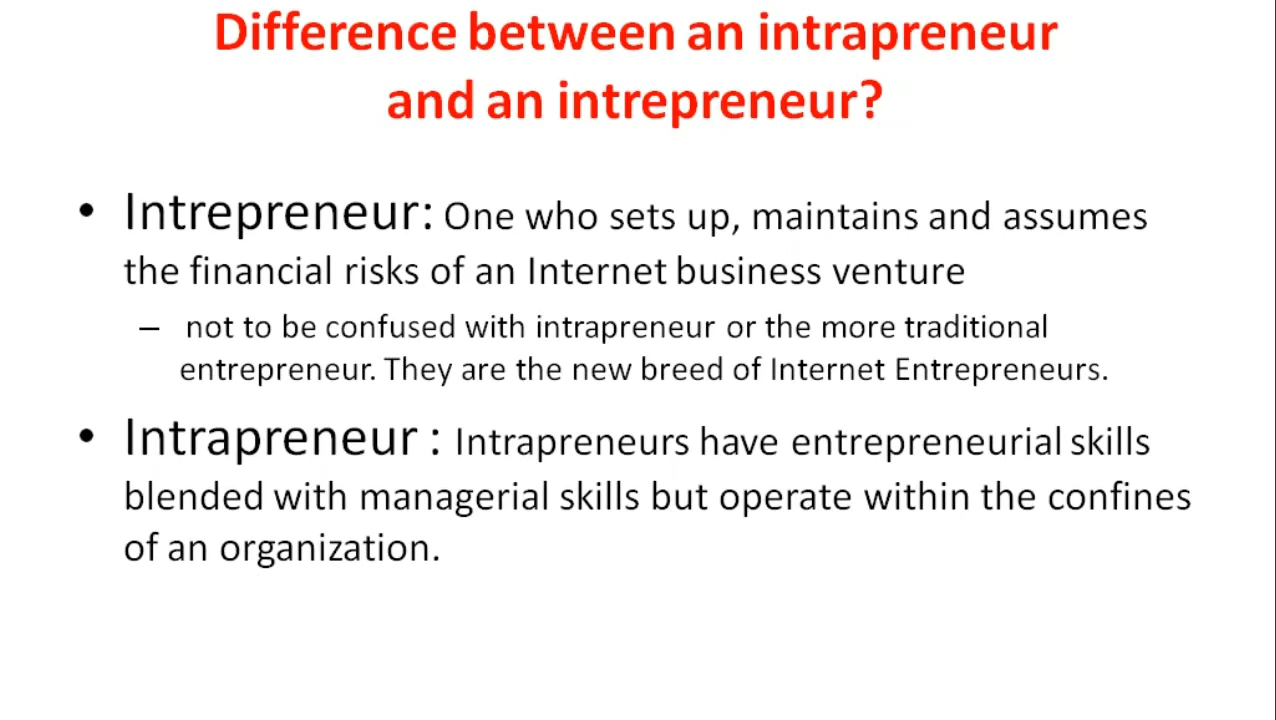 Difference between an intrapreneur
and an intrepreneur?
• Intrepreneur: One who sets up, maintains and assumes
the financial risks of an Internet business venture
– not to be confused with intrapreneur or the more traditional
entrepreneur. They are the new breed of Internet Entrepreneurs.
• Intrapreneur : Intrapreneurs have entrepreneurial skills
blended with managerial skills but operate within the confines
of an organization.